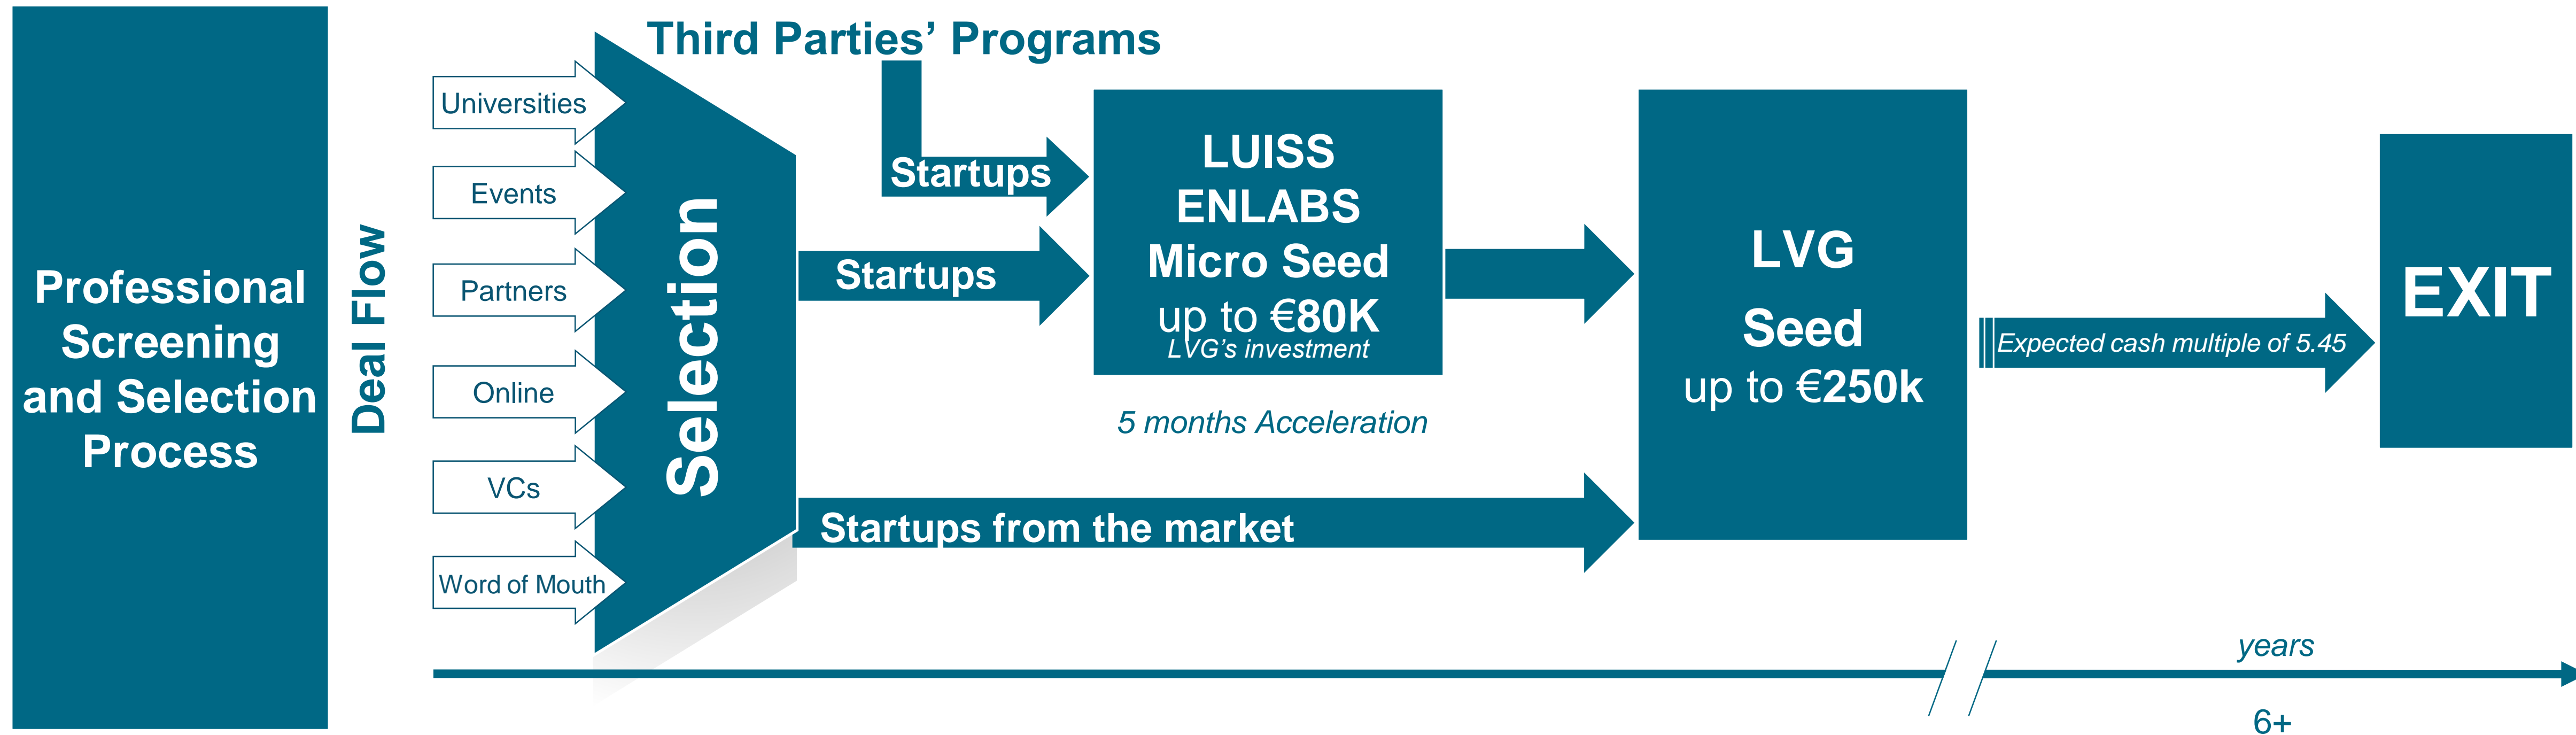 Professional
Screening
and Selection
Process
Deal Flow
Universities
Events
Partners
Online
VCs
Word of Mouth
Selection
Third Parties’ Programs
Startups
Startups
Startups from the market
LUISS
ENLABS
Micro Seed
up to €80K
LVG's investment
5 months Acceleration
LVG
Seed
up to €250k
Expected cash multiple of 5.45
EXIT
years
6+